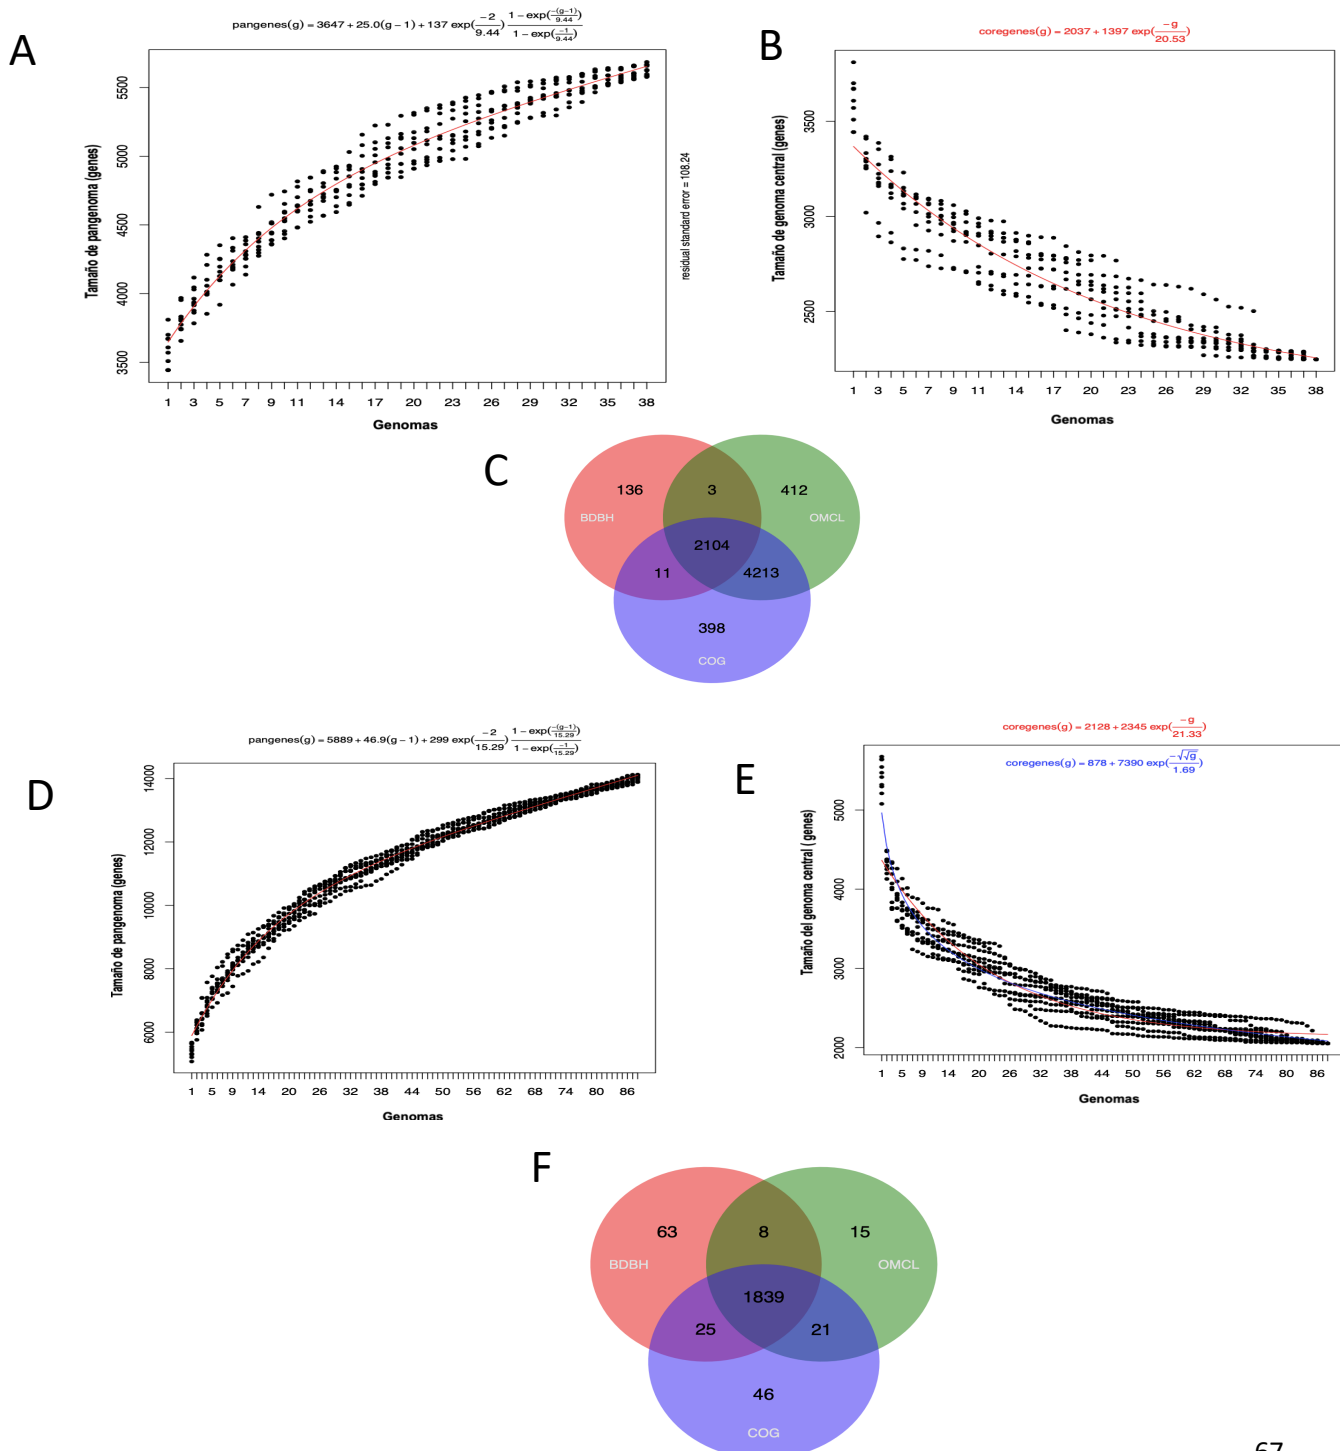 A
pangenes(g) = 3647 + 25.0(g−1) + 137 exp(−2/9.44) (1 − exp(−(g−1)/9.44))/(1 − exp(−1/9.44))
Tamaño de pangenoma (genes)
5500
5000
4500
4000
3500
1 3 5 7 9 11 14 17 20 23 26 29 32 35 38
Genomas
residual standard error = 108.24
B
coregenes(g) = 2037 + 1397 exp(−g/20.53)
Tamaño de genoma central (genes)
3500
3000
2500
1 3 5 7 9 11 14 17 20 23 26 29 32 35 38
Genomas
C
136 3 412
BDBH OMCL
2104
11 4213
398
COG
D
pangenes(g) = 5889 + 46.9(g−1) + 299 exp(−2/15.29) (1 − exp(−(g−1)/15.29))/(1 − exp(−1/15.29))
Tamaño de pangenoma (genes)
14000
12000
10000
8000
6000
1 5 9 14 20 26 32 38 44 50 56 62 68 74 80 86
Genomas
E
coregenes(g) = 2128 + 2345 exp(−g/21.33)
coregenes(g) = 878 + 7390 exp(−√√g/1.69)
Tamaño del genoma central ( genes)
5000
4000
3000
2000
1 5 9 14 20 26 32 38 44 50 56 62 68 74 80 86
Genomas
F
63 8 15
BDBH OMCL
1839
25 21
46
COG
67